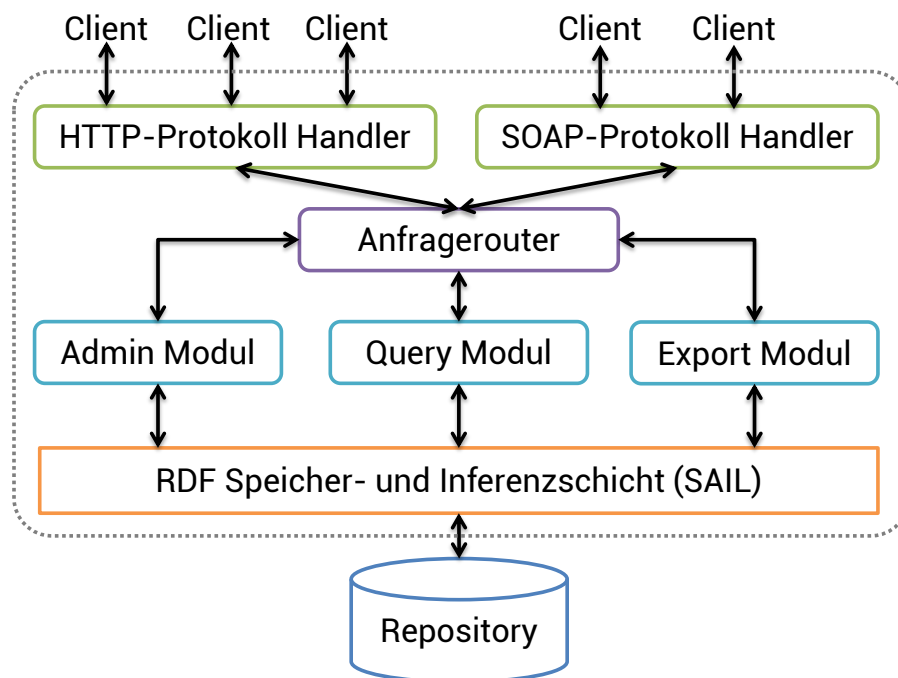 Client Client Client Client Client
HTTP-Protokoll Handler SOAP-Protokoll Handler
Anfragerouter
Admin Modul Query Modul Export Modul
RDF Speicher- und Inferenzschicht (SAIL)
Repository